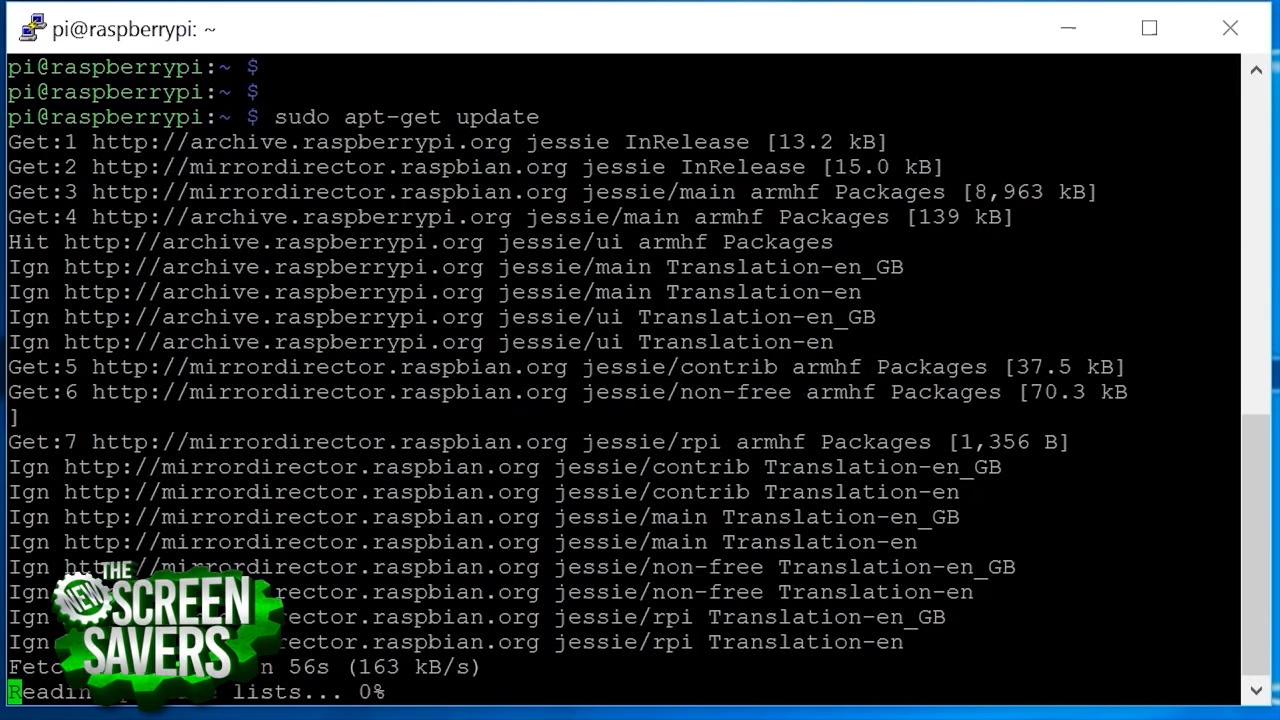 pi@raspberrypi: ~
pi@raspberrypi:~ $
pi@raspberrypi:~ $
pi@raspberrypi:~ $ sudo apt-get update
Get:1 http://archive.raspberrypi.org jessie InRelease [13.2 kB]
Get:2 http://mirrordirector.raspbian.org jessie InRelease [15.0 kB]
Get:3 http://mirrordirector.raspbian.org jessie/main armhf Packages [8,963 kB]
Get:4 http://archive.raspberrypi.org jessie/main armhf Packages [139 kB]
Hit http://archive.raspberrypi.org jessie/ui armhf Packages
Ign http://archive.raspberrypi.org jessie/main Translation-en_GB
Ign http://archive.raspberrypi.org jessie/main Translation-en
Ign http://archive.raspberrypi.org jessie/ui Translation-en_GB
Ign http://archive.raspberrypi.org jessie/ui Translation-en
Get:5 http://mirrordirector.raspbian.org jessie/contrib armhf Packages [37.5 kB]
Get:6 http://mirrordirector.raspbian.org jessie/non-free armhf Packages [70.3 kB
]
Get:7 http://mirrordirector.raspbian.org jessie/rpi armhf Packages [1,356 B]
Ign http://mirrordirector.raspbian.org jessie/contrib Translation-en_GB
Ign http://mirrordirector.raspbian.org jessie/contrib Translation-en
Ign http://mirrordirector.raspbian.org jessie/main Translation-en_GB
Ign http://mirrordirector.raspbian.org jessie/main Translation-en
Ign http://mirrordirector.raspbian.org jessie/non-free Translation-en_GB
Ign director.raspbian.org jessie/non-free Translation-en
Ign director.raspbian.org jessie/rpi Translation-en_GB
Ign director.raspbian.org jessie/rpi Translation-en
56s (163 kB/s)
lists... 0%
THE
NEW SCREEN
SAVERS